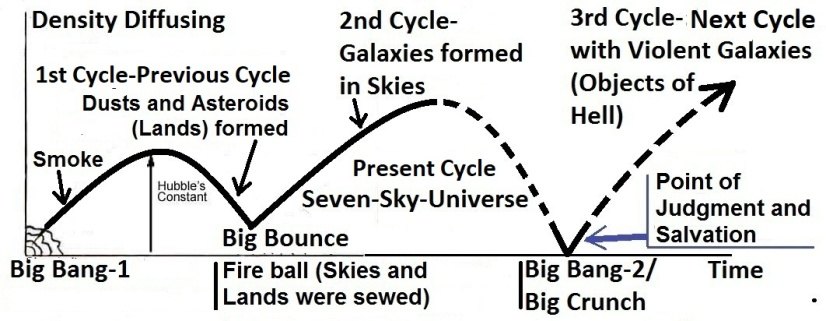 Density Diffusing
1st Cycle-Previous Cycle
Dusts and Asteroids
(Lands) formed
Smoke
Hubble's
Constant
2nd Cycle-
Galaxies formed
in Skies
Present Cycle
Seven-Sky-Universe
3rd Cycle- Next Cycle
with Violent Galaxies
(Objects of
Hell)
Point of
Judgment and
Salvation
Big Bounce
Big Bang-1
Fire ball (Skies and
Lands were sewed)
Big Bang-2/
Big Crunch
Time